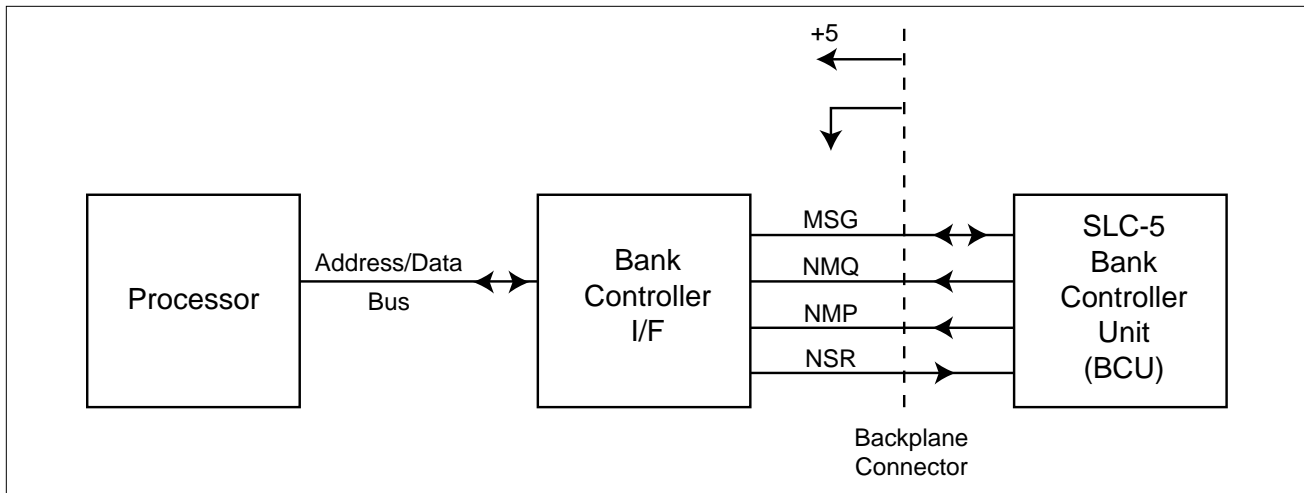 +5
Processor
Address/Data
Bus
Bank
Controller
I/F
MSG
NMQ
NMP
NSR
SLC-5
Bank
Controller
Unit
(BCU)
Backplane
Connector